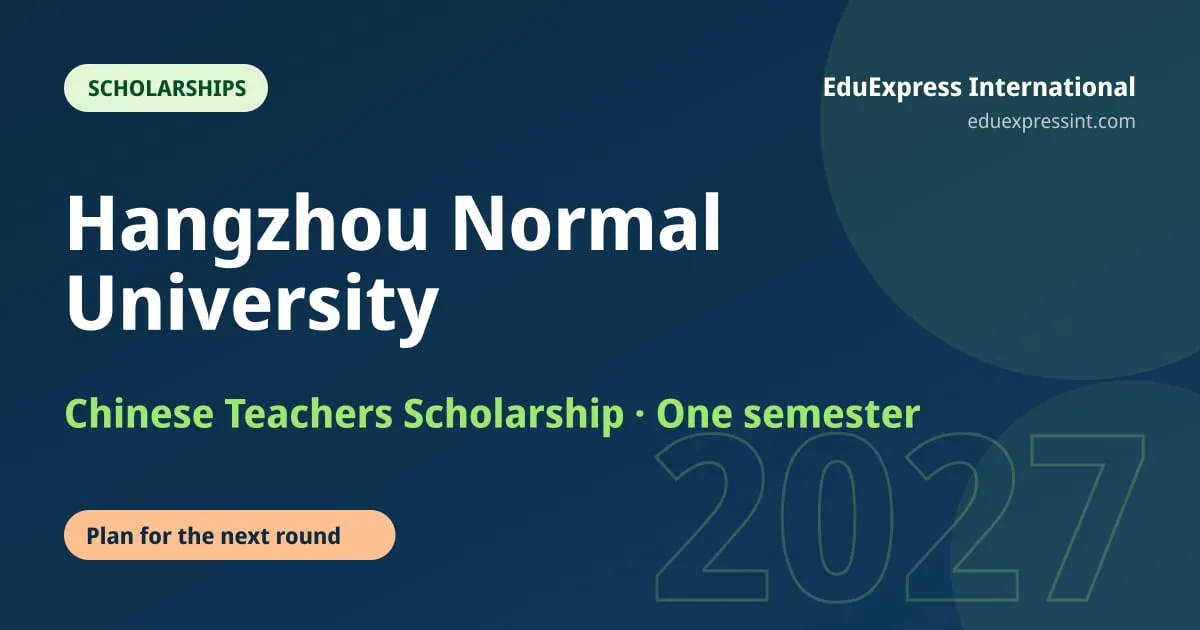 SCHOLARSHIPS
EduExpress International
eduexpressint.com
Hangzhou Normal
University
Chinese Teachers Scholarship · One semester
2027
Plan for the next round